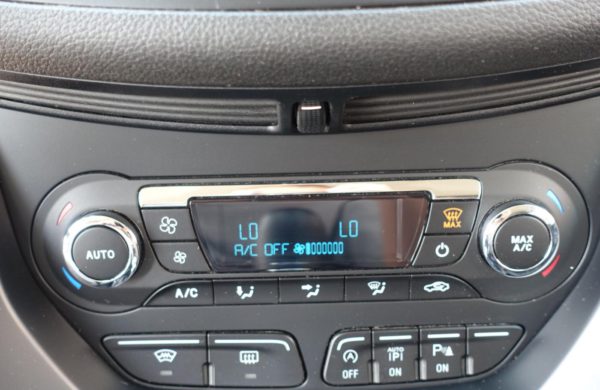 MAX
LO LO
AUTO A/C OFF MAX
A/C
A/C
AUTO
P
P
OFF ON ON